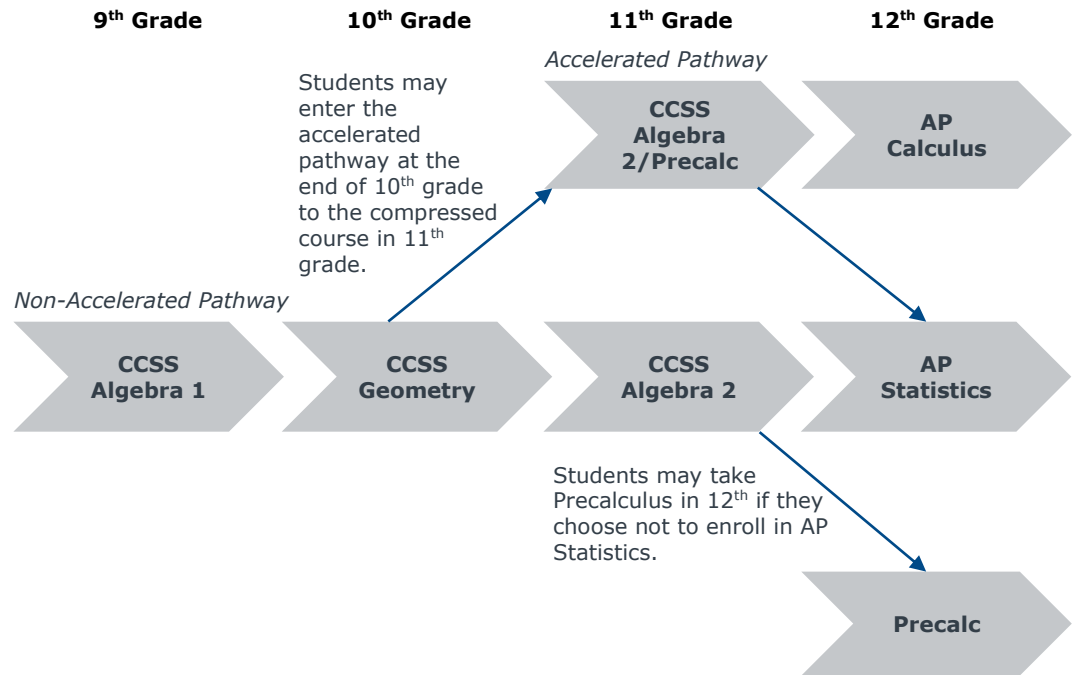 9th Grade
10th Grade
11th Grade
12th Grade
Accelerated Pathway
Students may
enter the
accelerated
pathway at the
end of 10th grade
to the compressed
course in 11th
grade.
CCSS
Algebra
2/Precalc
AP
Calculus
Non-Accelerated Pathway
CCSS
Algebra 1
CCSS
Geometry
CCSS
Algebra 2
AP
Statistics
Students may take
Precalculus in 12th if they
choose not to enroll in AP
Statistics.
Precalc